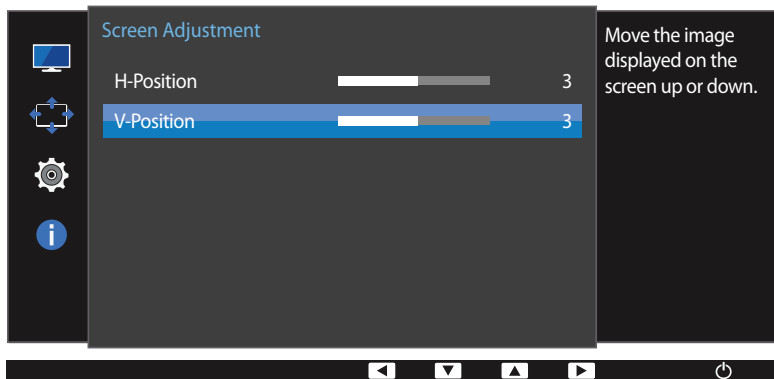 Screen Adjustment
H-Position 3
V-Position 3
Move the image
displayed on the
screen up or down.